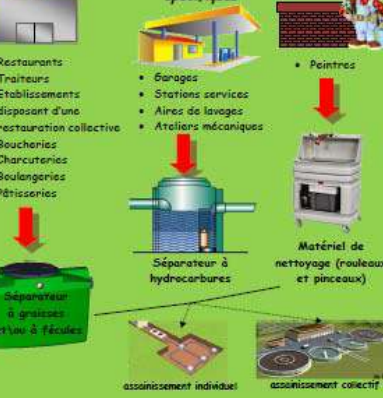 Restaurants
Traiteurs
Etablissements
disposant d'une
restauration collective
Boucheries
Charcuteries
Boulangeries
Pâtisseries
• Garages
• Stations services
• Aires de lavages
• Ateliers mécaniques
• Peintres
Séparateur à
hydrocarbures
Matériel de
nettoyage (rouleaux
et pinceaux)
Séparateur
à graisses
et\ou à fécules
assainissement individuel
assainissement collectif